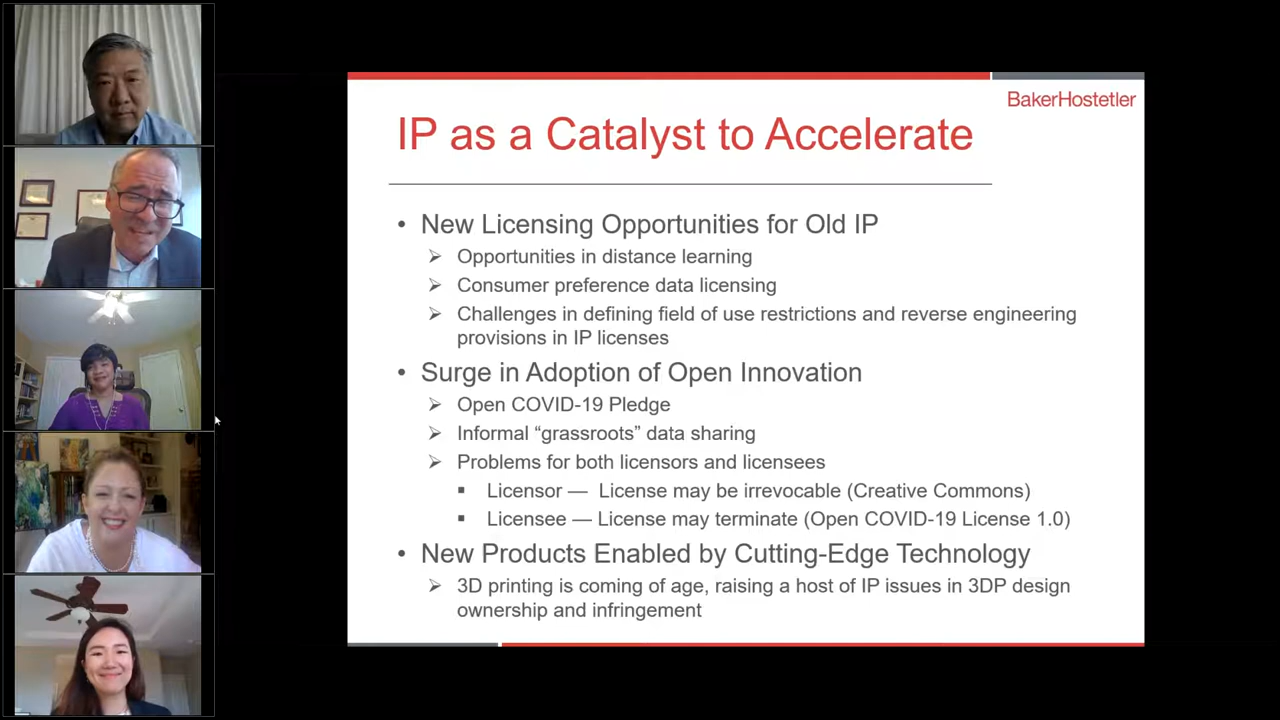 BakerHostetler
IP as a Catalyst to Accelerate
• New Licensing Opportunities for Old IP
➢ Opportunities in distance learning
➢ Consumer preference data licensing
➢ Challenges in defining field of use restrictions and reverse engineering
provisions in IP licenses
• Surge in Adoption of Open Innovation
➢ Open COVID-19 Pledge
➢ Informal “grassroots” data sharing
➢ Problems for both licensors and licensees
▪ Licensor — License may be irrevocable (Creative Commons)
▪ Licensee — License may terminate (Open COVID-19 License 1.0)
• New Products Enabled by Cutting-Edge Technology
➢ 3D printing is coming of age, raising a host of IP issues in 3DP design
ownership and infringement